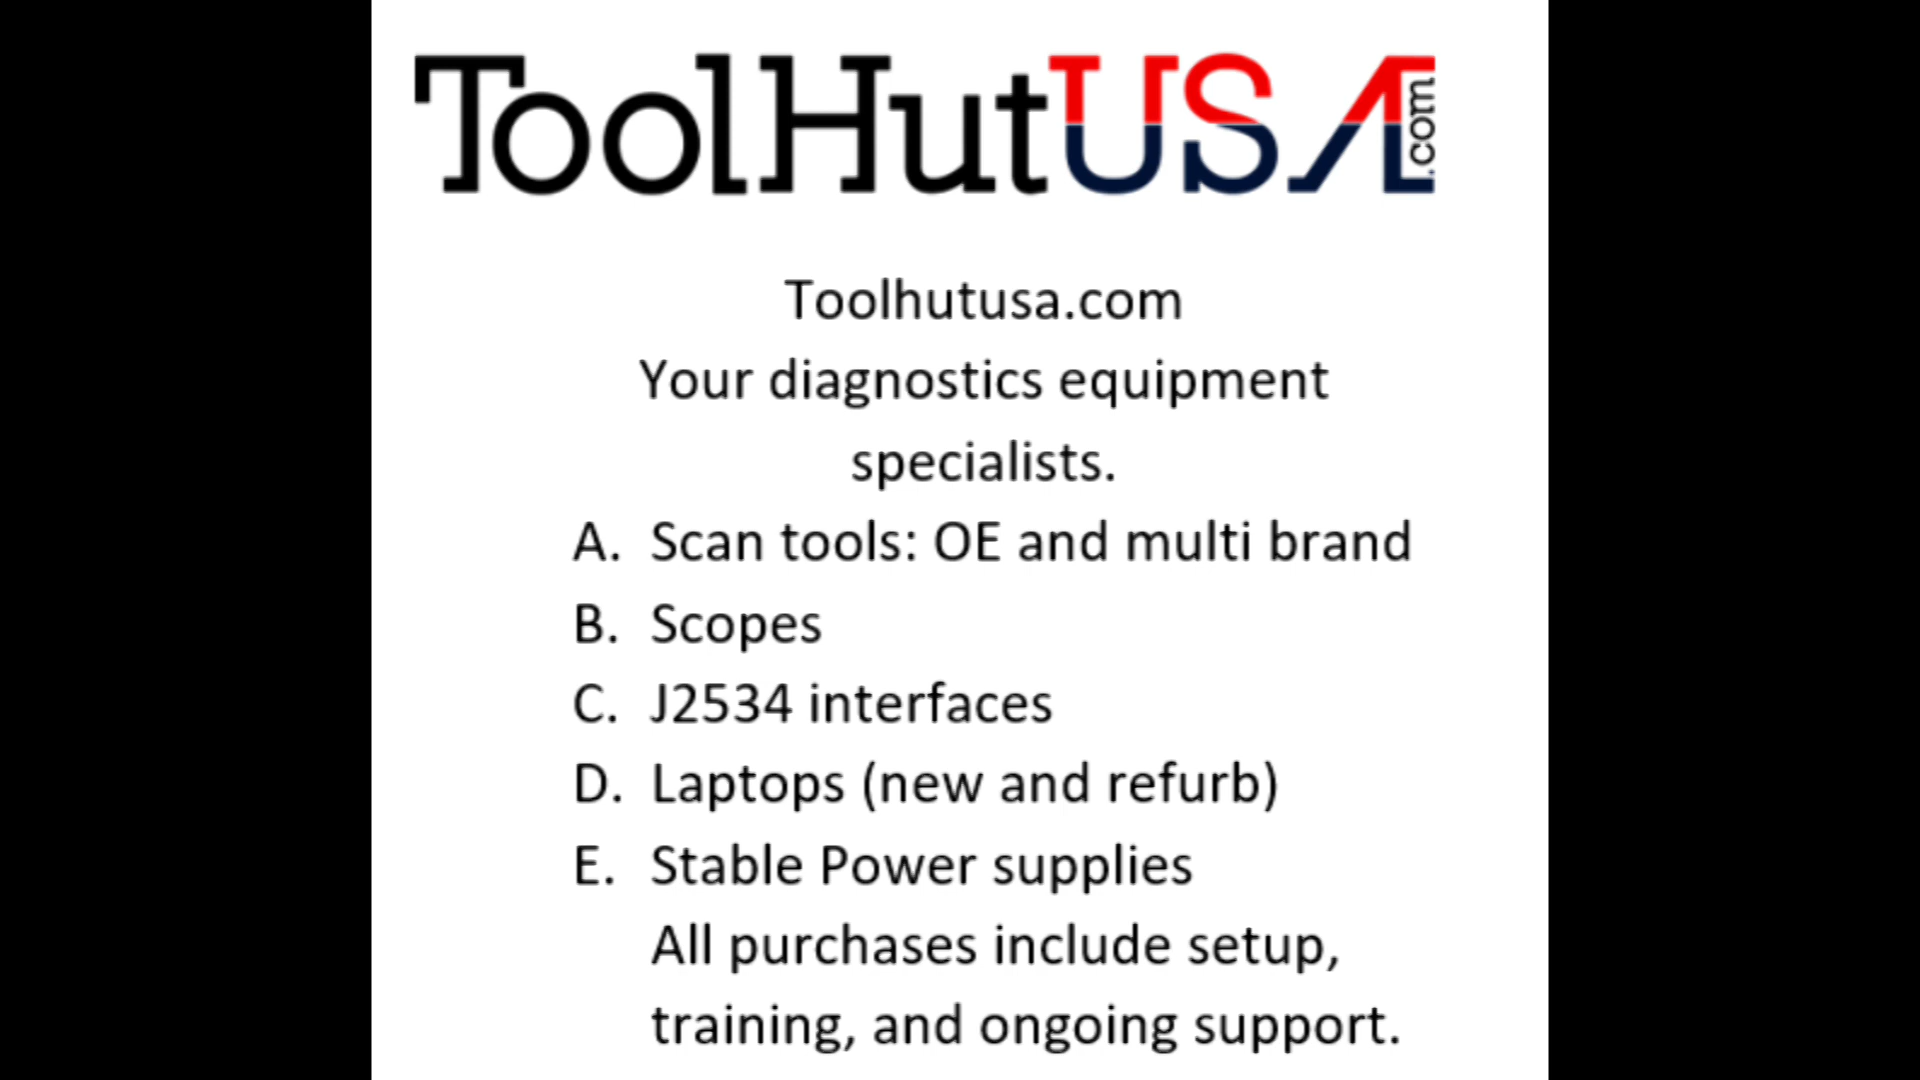 ToolHutUSA.com
Toolhutusa.com
Your diagnostics equipment
specialists.
A. Scan tools: OE and multi brand
B. Scopes
C. J2534 interfaces
D. Laptops (new and refurb)
E. Stable Power supplies
All purchases include setup,
training, and ongoing support.